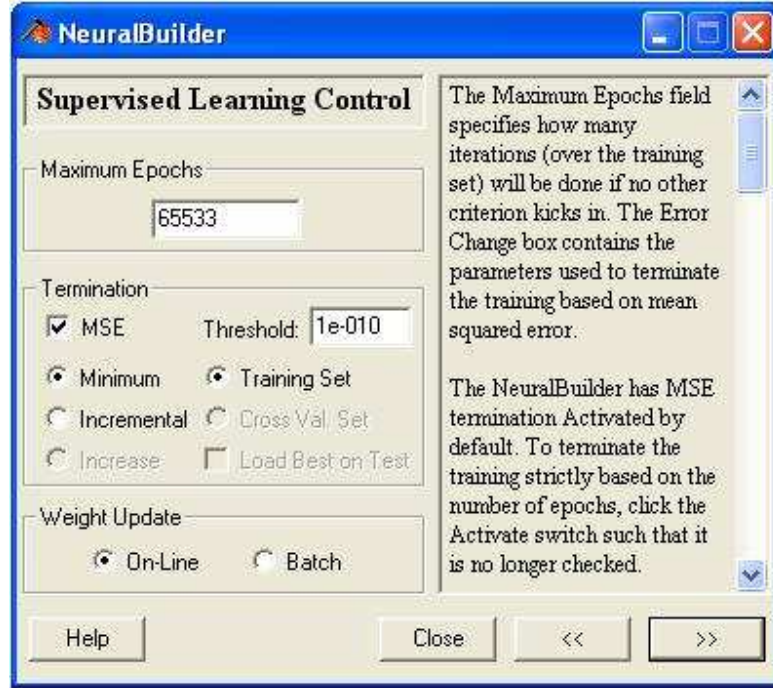 NeuralBuilder
Supervised Learning Control
Maximum Epochs
65533
Termination
MSE Threshold: 1e-010
Minimum Training Set
Incremental Cross Val. Set
Increase Load Best on Test
Weight Update
On-Line Batch
The Maximum Epochs field
specifies how many
iterations (over the training
set) will be done if no other
criterion kicks in. The Error
Change box contains the
parameters used to terminate
the training based on mean
squared error.
The NeuralBuilder has MSE
termination Activated by
default. To terminate the
training strictly based on the
number of epochs, click the
Activate switch such that it
is no longer checked.
Help Close << >>